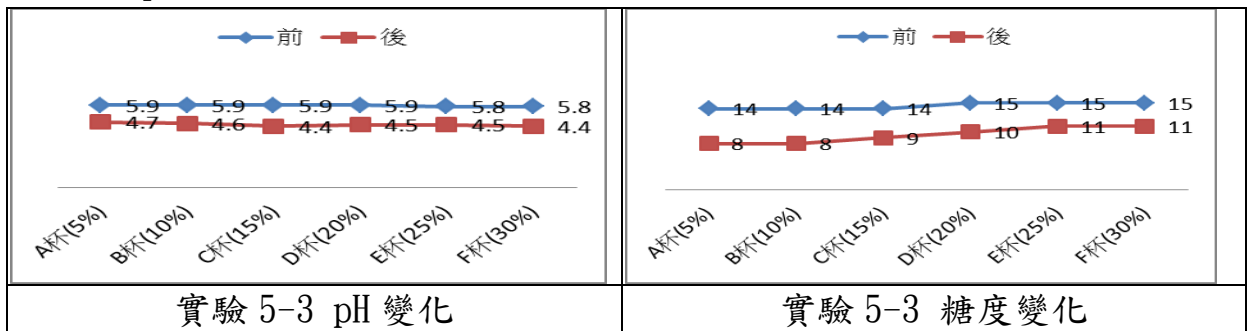 前 後
5.9 5.9 5.9 5.9 5.8 5.8
4.7 4.6 4.4 4.5 4.5 4.4
A杯(5%) B杯(10%) C杯(15%) D杯(20%) E杯(25%) F杯(30%)
實驗 5-3 pH 變化
前 後
14 14 14 15 15 15
8 8 9 10 11 11
A杯(5%) B杯(10%) C杯(15%) D杯(20%) E杯(25%) F杯(30%)
實驗 5-3 糖度變化